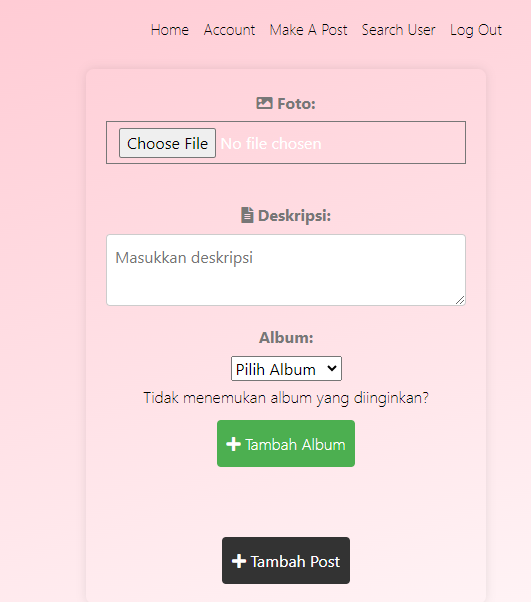 Home Account Make A Post Search User Log Out
Foto:
Choose File No file chosen
Deskripsi:
Masukkan deskripsi
Album:
Pilih Album
Tidak menemukan album yang diinginkan?
Tambah Album
Tambah Post